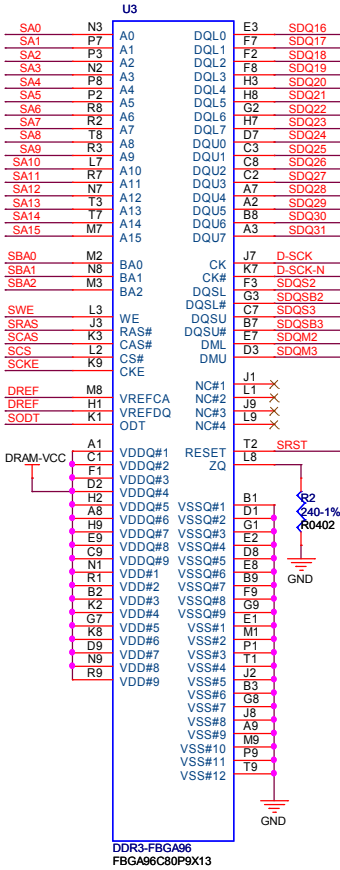 U3
SA0 N3 A0 DQL0 E3 SDQ16
SA1 P7 A1 DQL1 F7 SDQ17
SA2 P3 A2 DQL2 F2 SDQ18
SA3 N2 A3 DQL3 F8 SDQ19
SA4 P8 A4 DQL4 H3 SDQ20
SA5 P2 A5 DQL5 H8 SDQ21
SA6 R8 A6 DQL6 G2 SDQ22
SA7 R2 A7 DQL7 H7 SDQ23
SA8 T8 A8 DQU0 D7 SDQ24
SA9 R3 A9 DQU1 C3 SDQ25
SA10 L7 A10 DQU2 C8 SDQ26
SA11 R7 A11 DQU3 C2 SDQ27
SA12 N7 A12 DQU4 A7 SDQ28
SA13 T3 A13 DQU5 A2 SDQ29
SA14 T7 A14 DQU6 B8 SDQ30
SA15 M7 A15 DQU7 A3 SDQ31
SBA0 M2 BA0 CK J7 D-SCK
SBA1 N8 BA1 CK# K7 D-SCK-N
SBA2 M3 BA2 DQSL F3 SDQS2
DQSL# G3 SDQSB2
SWE L3 WE DQSU C7 SDQS3
SRAS J3 RAS# DQSU# B7 SDQSB3
SCAS K3 CAS# DML E7 SDQM2
SCS L2 CS# DMU D3 SDQM3
SCKE K9 CKE
NC#1 J1
DREF M8 VREFCA NC#2 L1
DREF H1 VREFDQ NC#3 J9
SODT K1 ODT NC#4 L9
A1 VDDQ#1 RESET T2 SRST
DRAM-VCC C1 VDDQ#2 ZQ L8
F1 VDDQ#3
D2 VDDQ#4
H2 VDDQ#5 VSSQ#1 B1 R2
A8 VDDQ#6 VSSQ#2 D1 240-1%
H9 VDDQ#7 VSSQ#3 G1 R0402
E9 VDDQ#8 VSSQ#4 E2
C9 VDDQ#9 VSSQ#5 D8
N1 VDD#1 VSSQ#6 E8
R1 VDD#2 VSSQ#7 B9 GND
B2 VDD#3 VSSQ#8 F9
K2 VDD#4 VSSQ#9 G9
G7 VDD#5 VSS#1 E1
K8 VDD#6 VSS#2 M1
D9 VDD#7 VSS#3 P1
N9 VDD#8 VSS#4 T1
R9 VDD#9 VSS#5 J2
VSS#6 B3
VSS#7 G8
VSS#8 J8
VSS#9 A9
VSS#10 M9
VSS#11 P9
VSS#12 T9
GND
DDR3-FBGA96
FBGA96C80P9X13